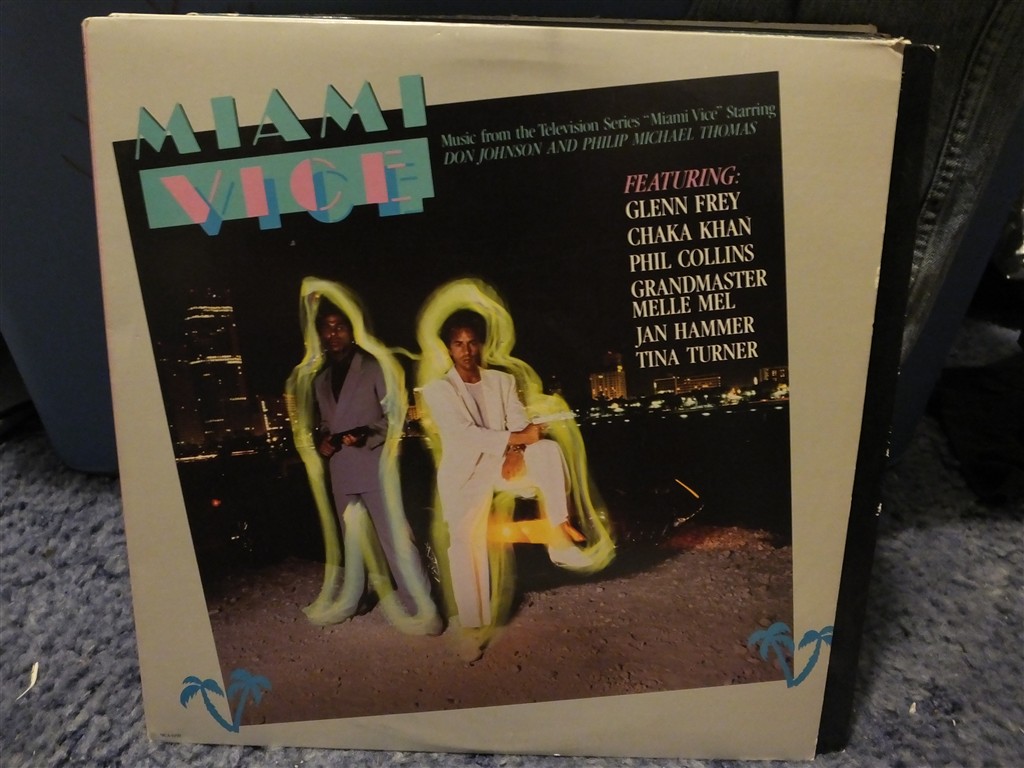 MIAMI
VICE
Music from the Television Series "Miami Vice" Starring
DON JOHNSON AND PHILIP MICHAEL THOMAS
FEATURING:
GLENN FREY
CHAKA KHAN
PHIL COLLINS
GRANDMASTER
MELLE MEL
JAN HAMMER
TINA TURNER